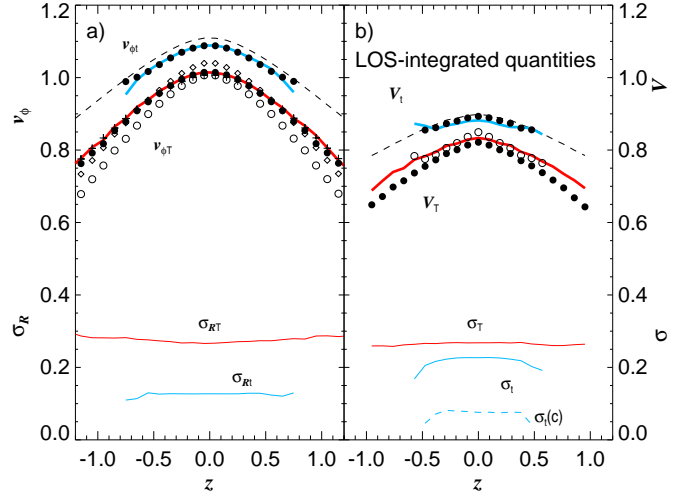 a)
v_ϕt
v_ϕ
v_ϕT
σ_R
σ_RT
σ_Rt
1.2
1.0
0.8
0.6
0.4
0.2
0.0
-1.0 -0.5 0.0 0.5 1.0
z
b)
LOS-integrated quantities
V_t
V_T
V
σ_T
σ_t
σ_t(c)
σ
1.2
1.0
0.8
0.6
0.4
0.2
0.0
-1.0 -0.5 0.0 0.5 1.0
z